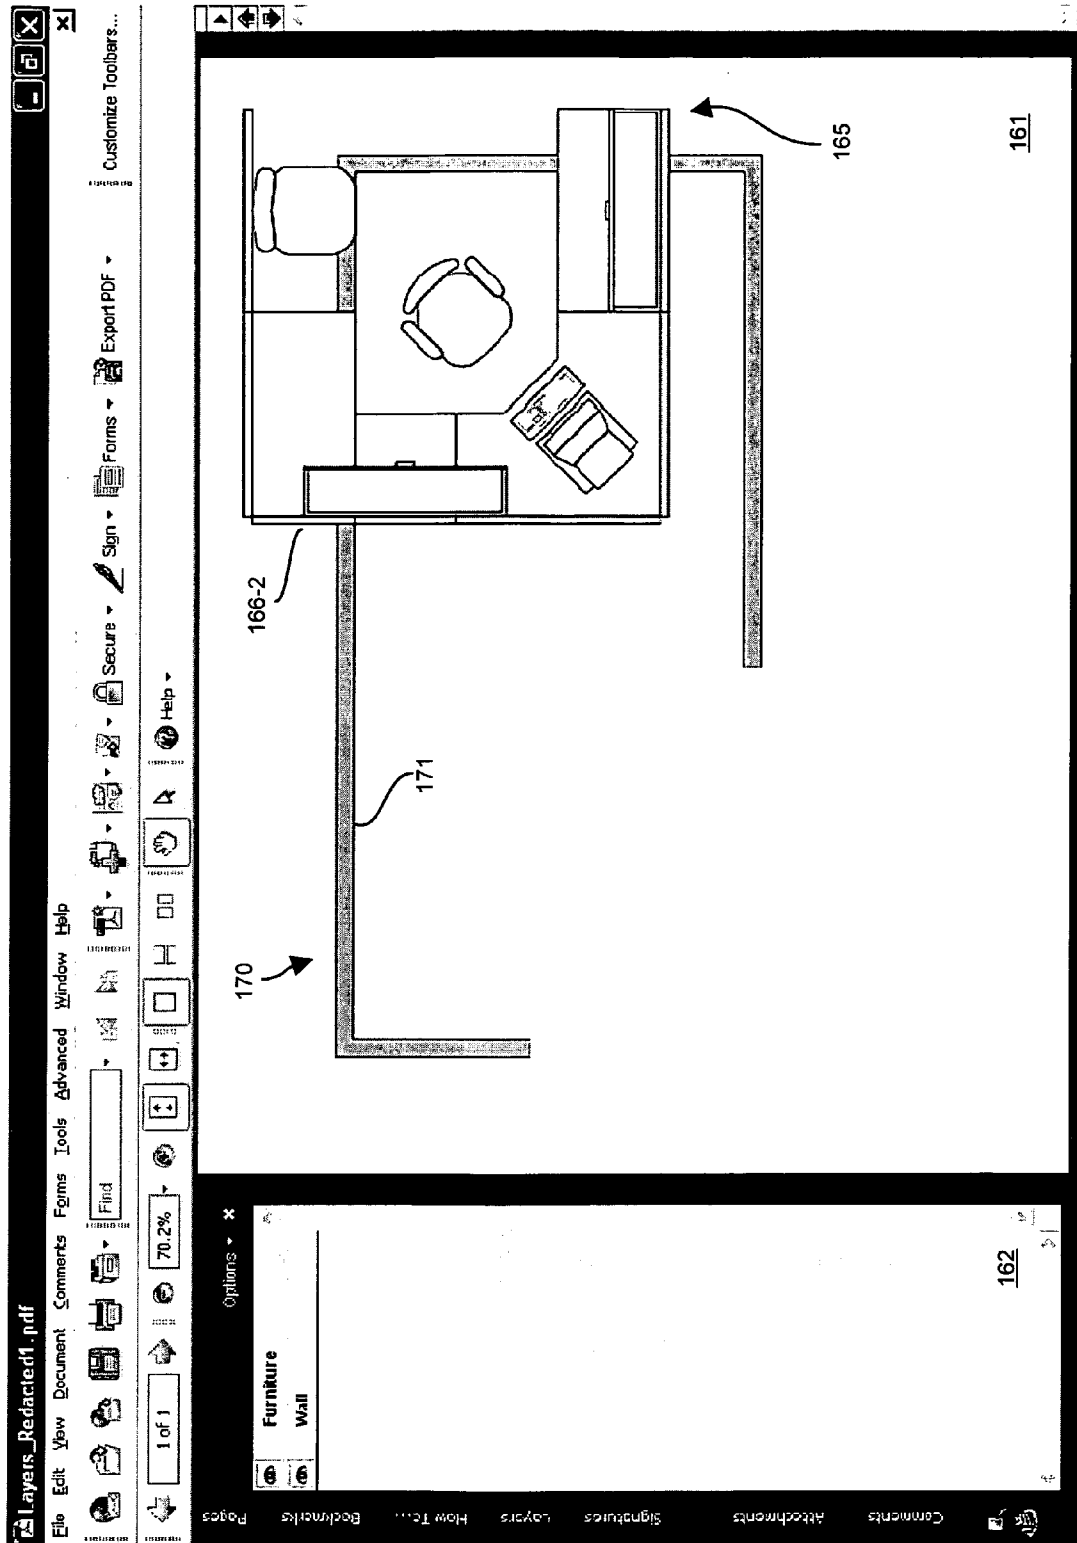 Layers_Redacted1.pdf
File Edit View Document Comments Forms Tools Advanced Window Help
Find
Secure Sign Forms Export PDF Customize Toolbars...
1 of 1 70.2% Help
Options
Furniture
Wall
Pages
Bookmarks
How To...
Layers
Signatures
Attachments
Comments
162
170
171
166-2
165
161